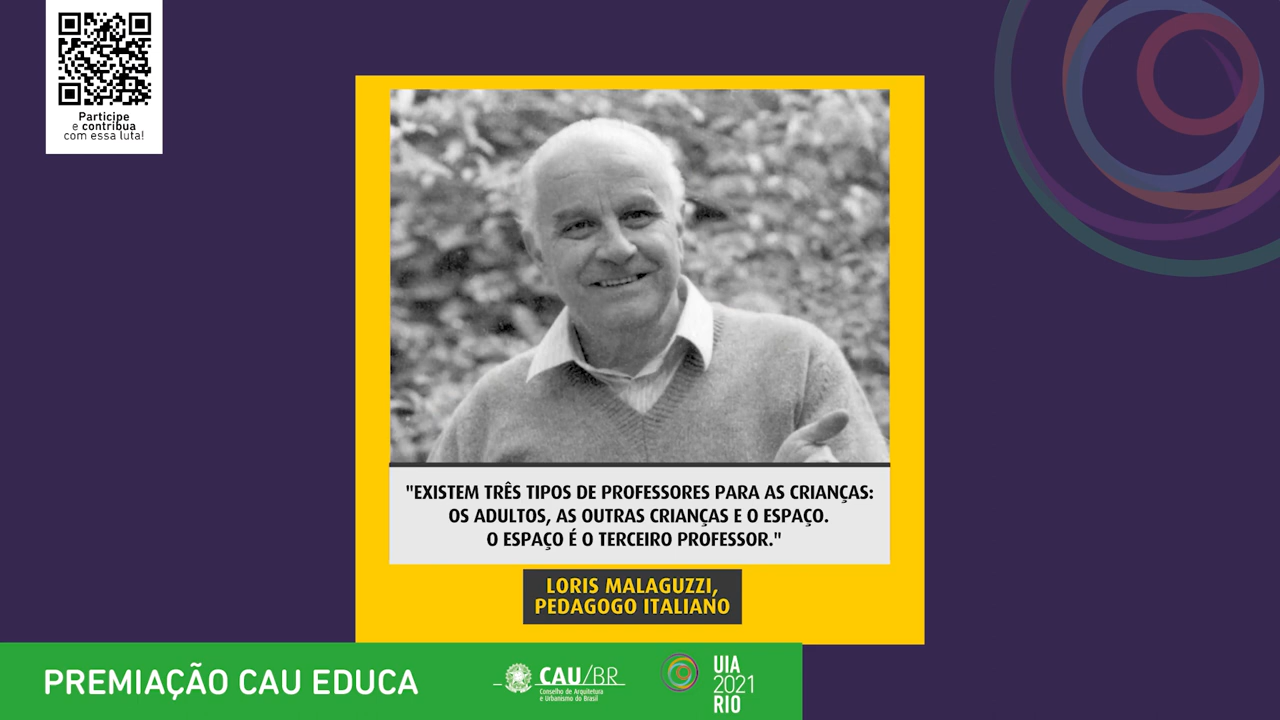 Participe
e contribua
com essa luta!
"EXISTEM TRÊS TIPOS DE PROFESSORES PARA AS CRIANÇAS:
OS ADULTOS, AS OUTRAS CRIANÇAS E O ESPAÇO.
O ESPAÇO É O TERCEIRO PROFESSOR."
LORIS MALAGUZZI,
PEDAGOGO ITALIANO
PREMIAÇÃO CAU EDUCA
CAU/BR
Conselho de Arquitetura
e Urbanismo do Brasil
UIA
2021
RIO